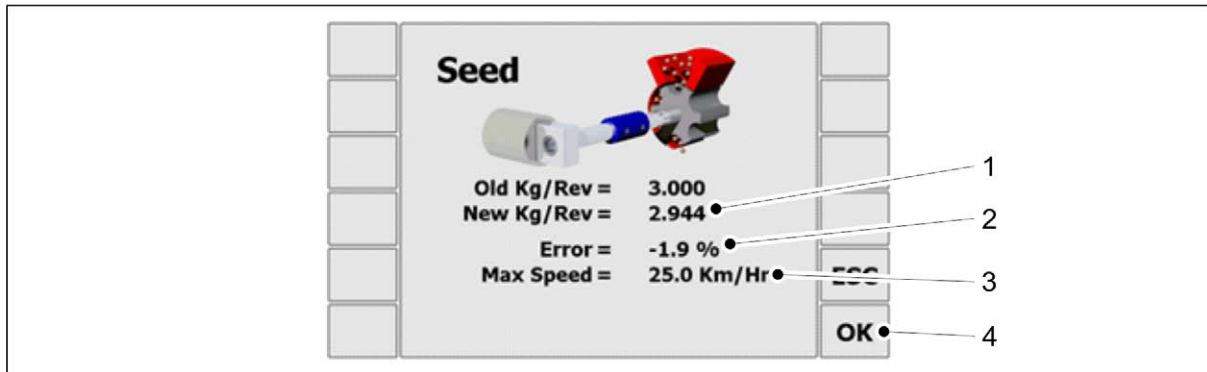 Seed
Old Kg/Rev = 3.000
New Kg/Rev = 2.944
1
Error = -1.9 %
2
Max Speed = 25.0 Km/Hr
3
ESC
OK
4